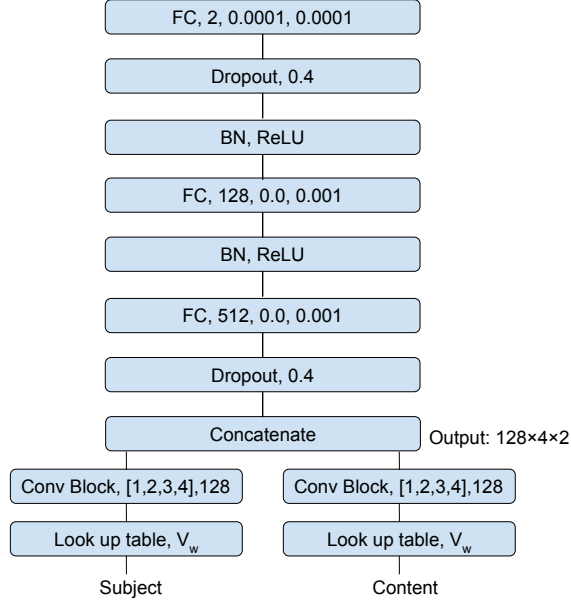 FC, 2, 0.0001, 0.0001
Dropout, 0.4
BN, ReLU
FC, 128, 0.0, 0.001
BN, ReLU
FC, 512, 0.0, 0.001
Dropout, 0.4
Concatenate
Output: 128×4×2
Conv Block, [1,2,3,4],128
Conv Block, [1,2,3,4],128
Look up table, V_w
Look up table, V_w
Subject
Content